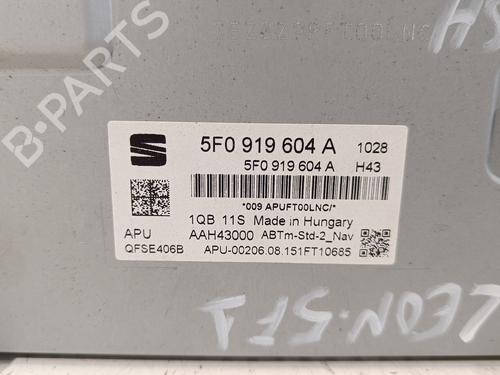 5F0 919 604 A 1028
5F0 919 604 A H43
*009 APUFT00LNC/*
1QB 11S Made in Hungary
APU AAH43000 ABTm-Std-2_Nav
QFSE406B APU-00206.08.151FT10685
LEON·5F1